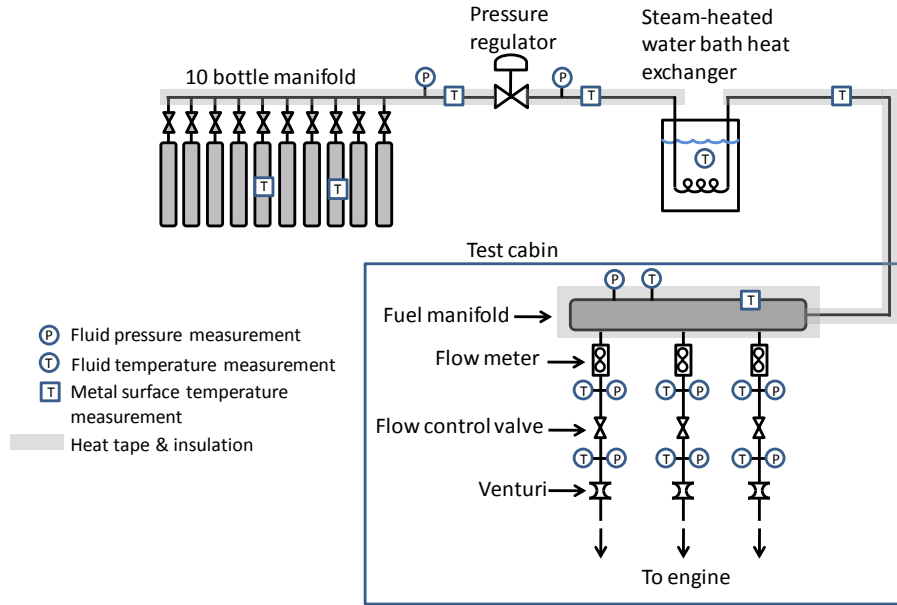 Pressure
regulator
Steam-heated
water bath heat
exchanger
10 bottle manifold
P
T
P
T
T
T
T
T
Test cabin
P
T
T
Fuel manifold
Flow meter
T P T P T P
Flow control valve
T P T P T P
Venturi
To engine
P Fluid pressure measurement
T Fluid temperature measurement
T Metal surface temperature
measurement
Heat tape & insulation